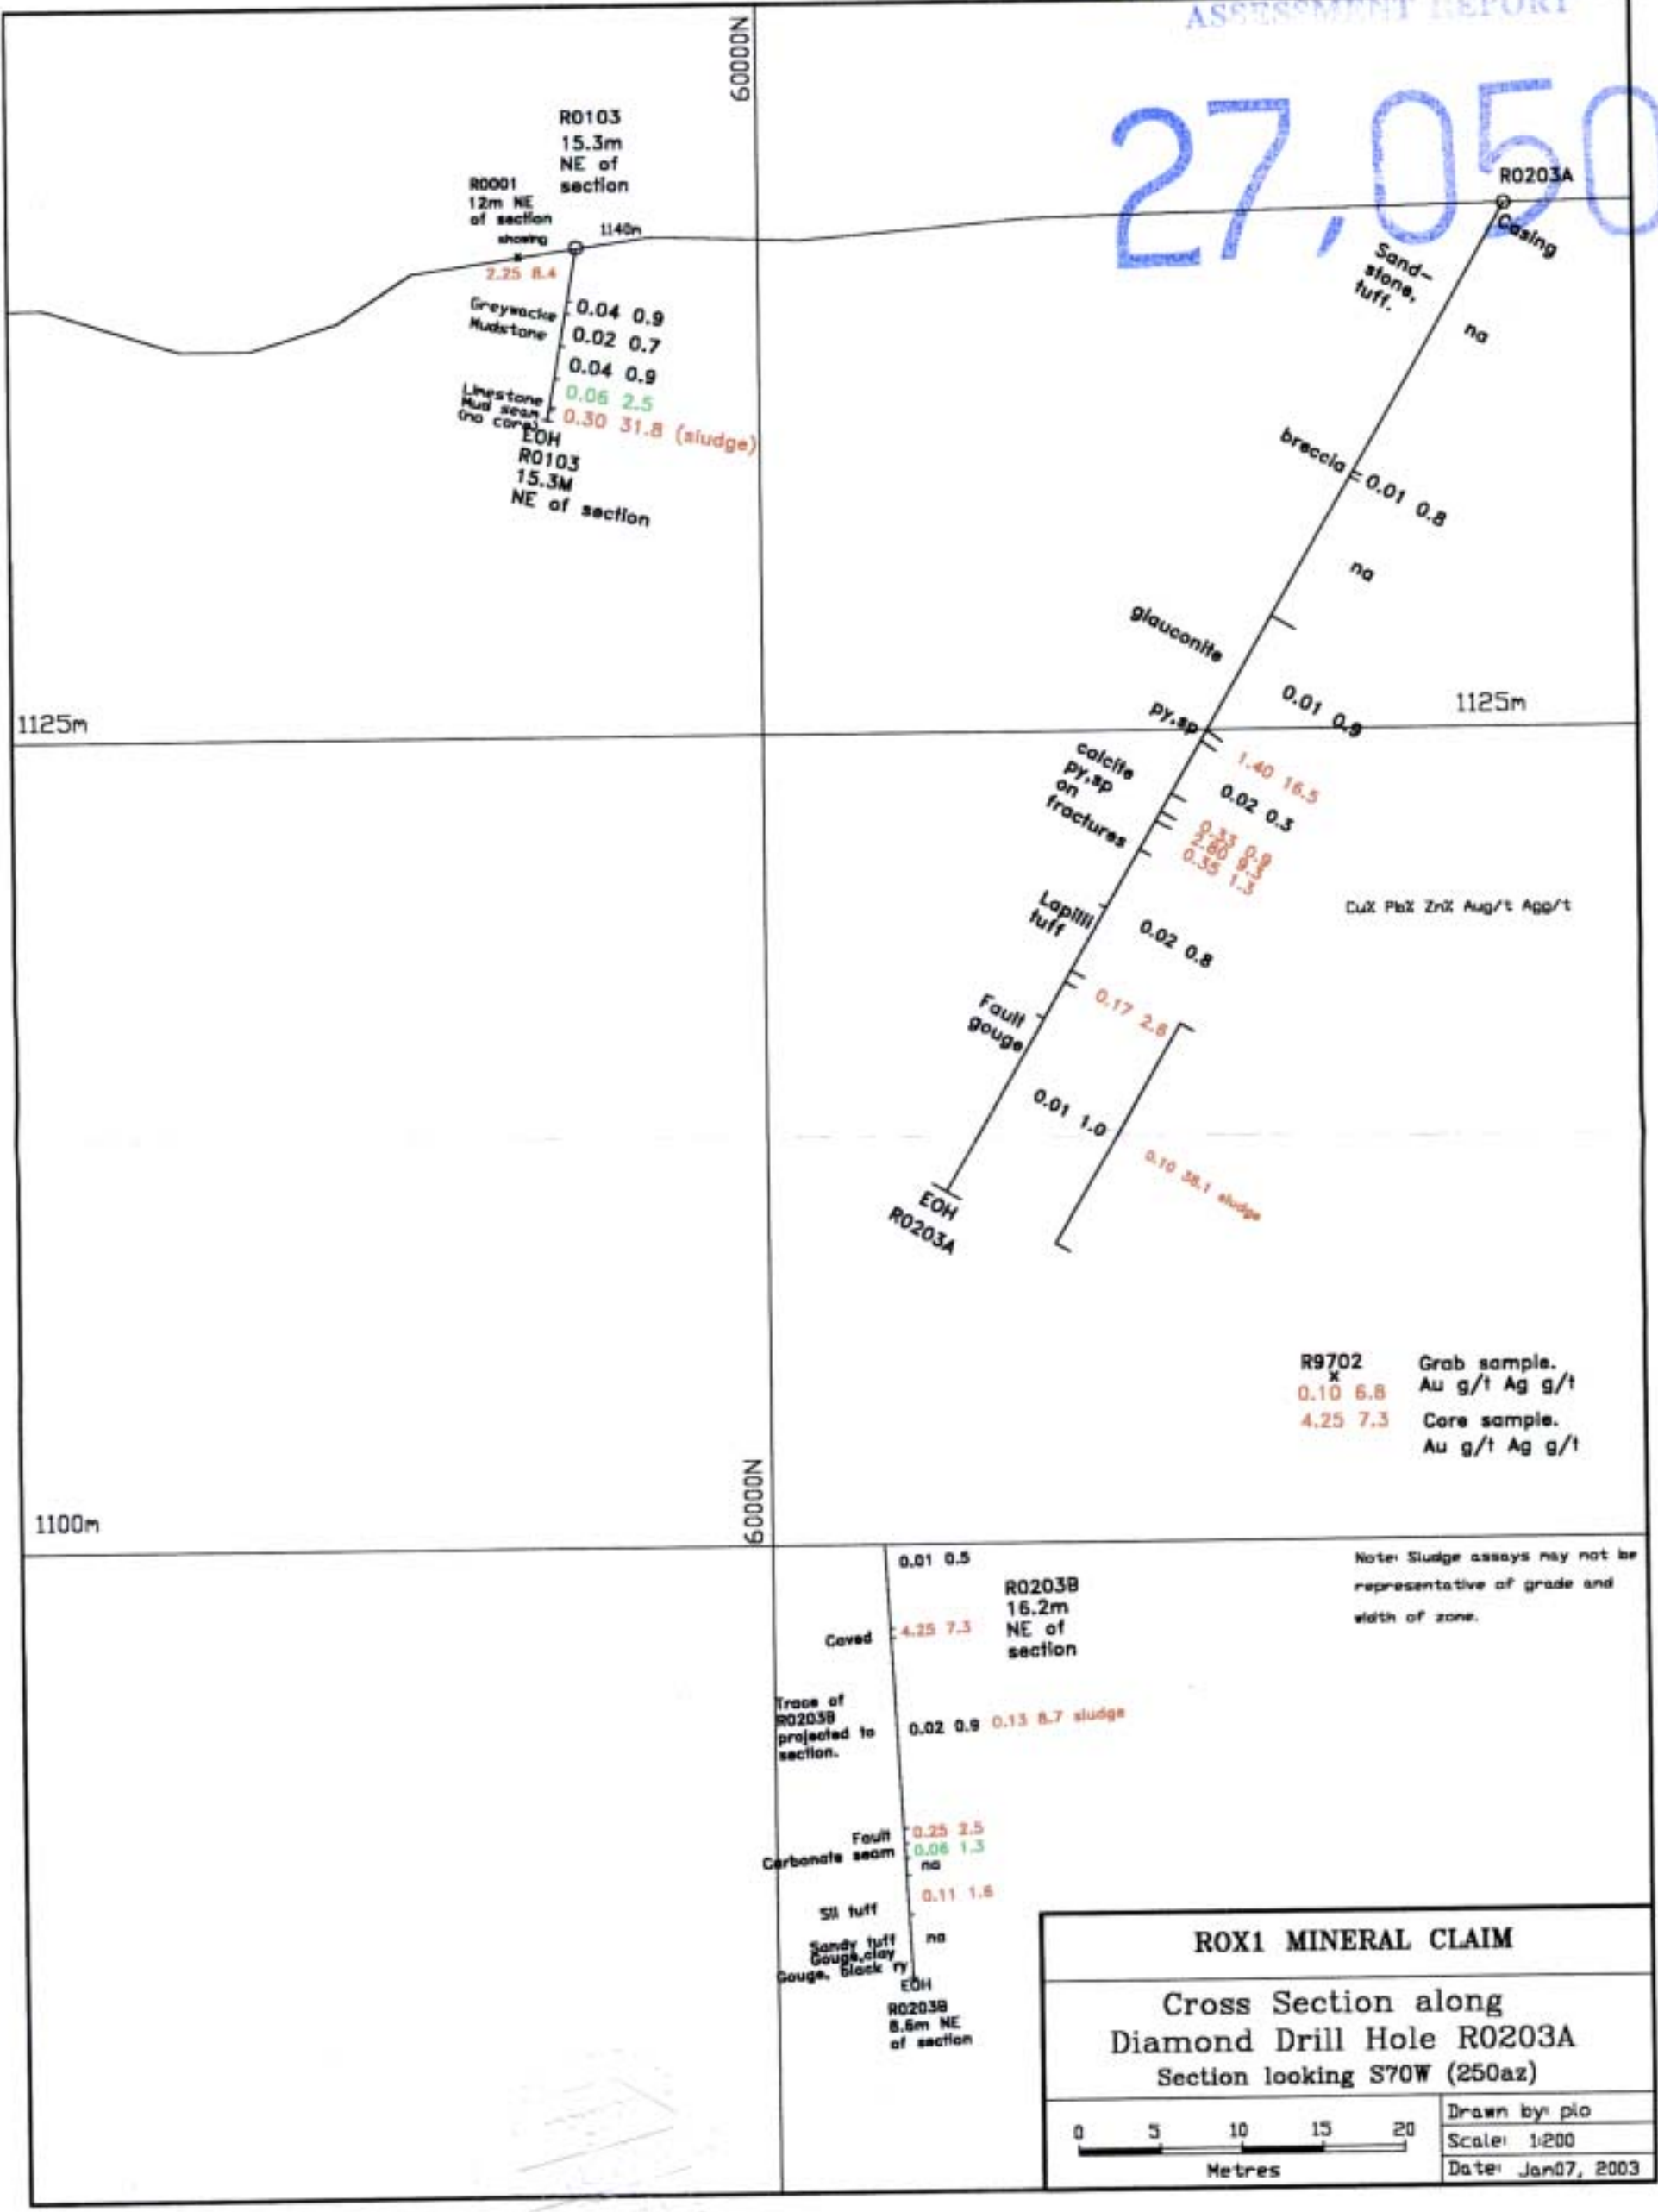 ASSESSMENT REPORT
27,050
60000N
R0103
15.3m
NE of
section
R0001
12m NE
of section
showing
1140m
2.25 8.4
Greywacke
0.04 0.9
Mudstone
0.02 0.7
0.04 0.9
Limestone
0.06 2.5
Mud seam
(no core)
0.30 31.8 (sludge)
EOH
R0103
15.3M
NE of section
R0203A
Casing
Sand-
stone,
tuff.
na
breccia
0.01 0.8
na
glauconite
0.01 0.9
1125m
1125m
py,sp
1.40 16.5
calcite
py,sp
on
fractures
0.02 0.3
0.33 0.9
2.80 9.3
0.35 1.3
Cu% Pb% Zn% Aug/t Agg/t
Lapilli
tuff
0.02 0.8
0.17 2.6
Fault
gouge
0.01 1.0
0.10 38.1 sludge
EOH
R0203A
R9702
x
0.10 6.8
Grab sample.
Au g/t Ag g/t
4.25 7.3
Core sample.
Au g/t Ag g/t
60000N
1100m
0.01 0.5
R0203B
16.2m
NE of
section
Note: Sludge assays may not be
representative of grade and
width of zone.
Caved
4.25 7.3
Trace of
R0203B
projected to
section.
0.02 0.9 0.13 8.7 sludge
Fault
0.25 2.5
Carbonate seam
0.06 1.3
na
0.11 1.6
Sil tuff
Sandy tuff
na
Gouge,clay
Gouge, black
EOH
R0203B
8.6m NE
of section
ROX1 MINERAL CLAIM
Cross Section along
Diamond Drill Hole R0203A
Section looking S70W (250az)
0 5 10 15 20
Metres
Drawn by: plo
Scale: 1:200
Date: Jan07, 2003